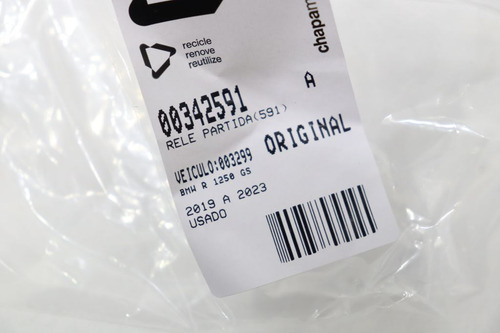 recicle
renove
reutilize
chapam
A
00342591
RELE PARTIDA(591)
ORIGINAL
VEICULO:003299
BMW R 1250 GS
2019 A 2023
USADO